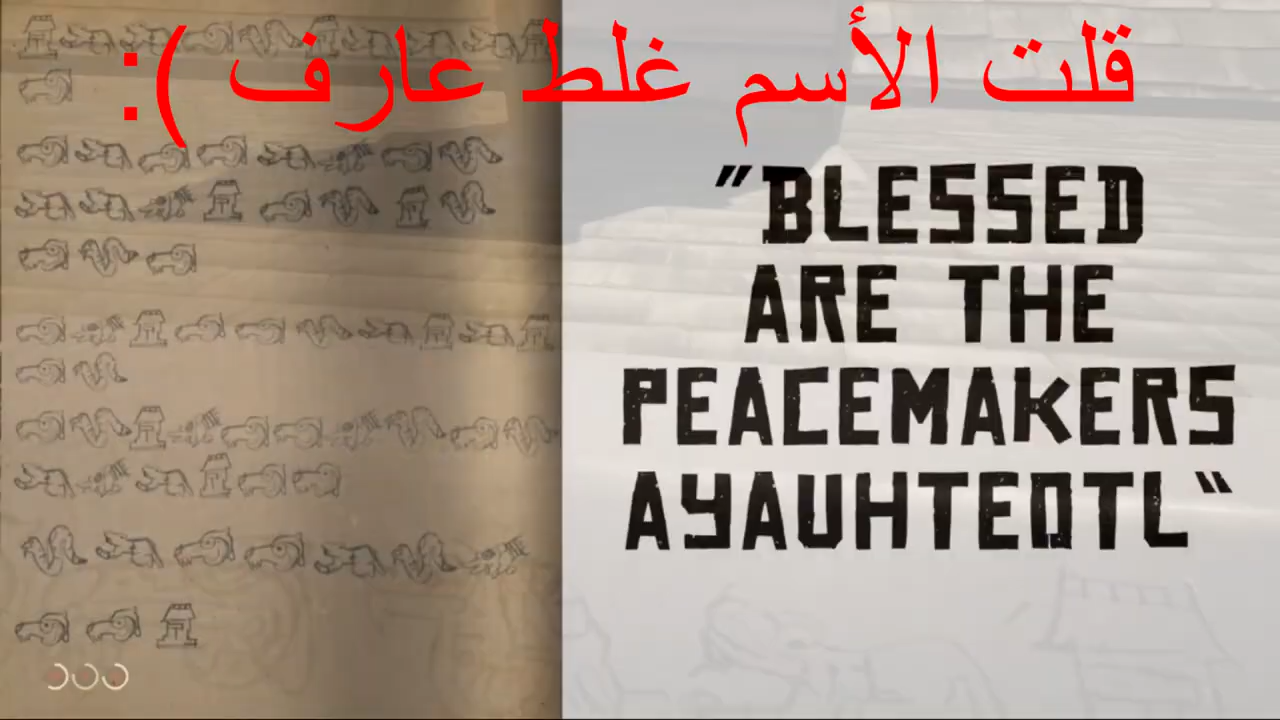 قلت الأسم غلط عارف ):
"BLESSED
ARE THE
PEACEMAKERS
AYAUHTEOTL"